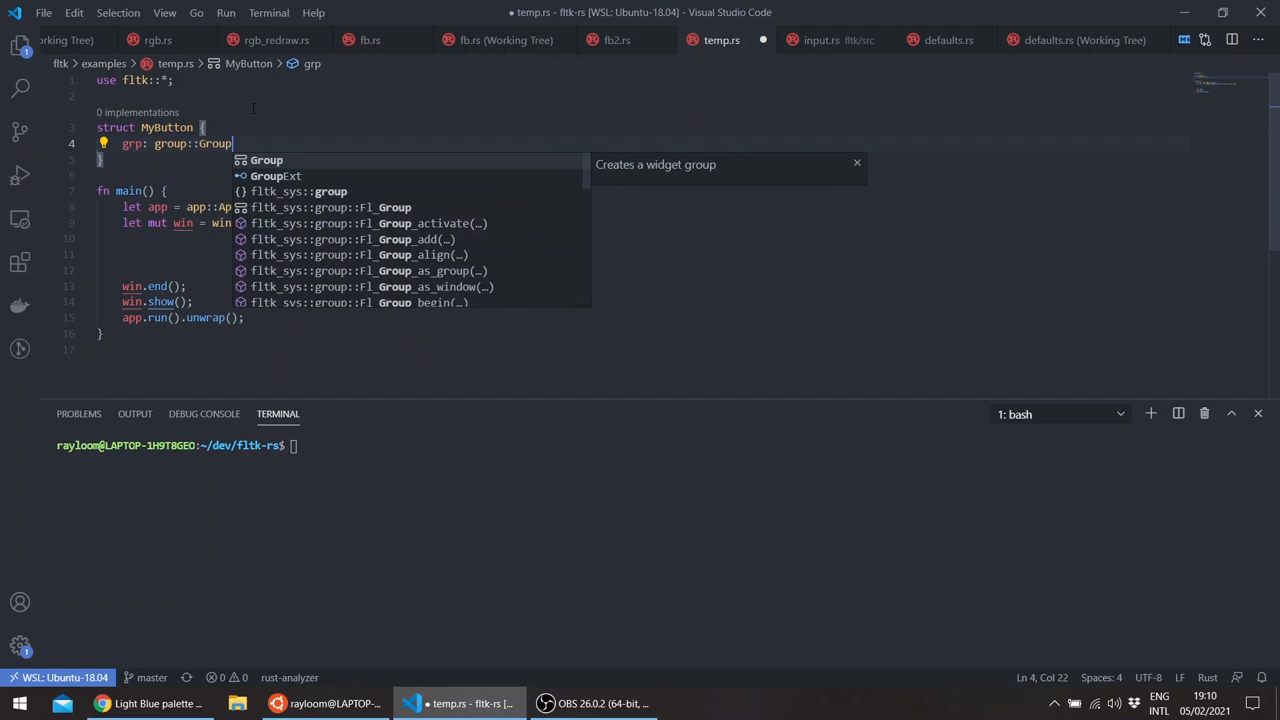 File Edit Selection View Go Run Terminal Help
● temp.rs - fltk-rs [WSL: Ubuntu-18.04] - Visual Studio Code
orking Tree) rgb.rs rgb_redraw.rs fb.rs fb.rs (Working Tree) fb2.rs temp.rs input.rs fltk/src defaults.rs defaults.rs (Working Tree)
fltk > examples > temp.rs > MyButton > grp
1 use fltk::*;
2
0 implementations
3 struct MyButton {
4 grp: group::Group
5 }
6
7 fn main() {
8 let app = app::Ap
9 let mut win = win
10
11
12
13 win.end();
14 win.show();
15 app.run().unwrap();
16 }
17
Group
GroupExt
{} fltk_sys::group
fltk_sys::group::Fl_Group
fltk_sys::group::Fl_Group_activate(…)
fltk_sys::group::Fl_Group_add(…)
fltk_sys::group::Fl_Group_align(…)
fltk_sys::group::Fl_Group_as_group(…)
fltk_sys::group::Fl_Group_as_window(…)
fltk_sys::group::Fl_Group_begin(…)
Creates a widget group
PROBLEMS OUTPUT DEBUG CONSOLE TERMINAL
1: bash
rayloom@LAPTOP-1H9T8GEO:~/dev/fltk-rs$
1
1
WSL: Ubuntu-18.04 master 0 0 rust-analyzer
Ln 4, Col 22 Spaces: 4 UTF-8 LF Rust
Light Blue palette ... rayloom@LAPTOP-... ● temp.rs - fltk-rs [... OBS 26.0.2 (64-bit, ...
ENG
INTL
19:10
05/02/2021